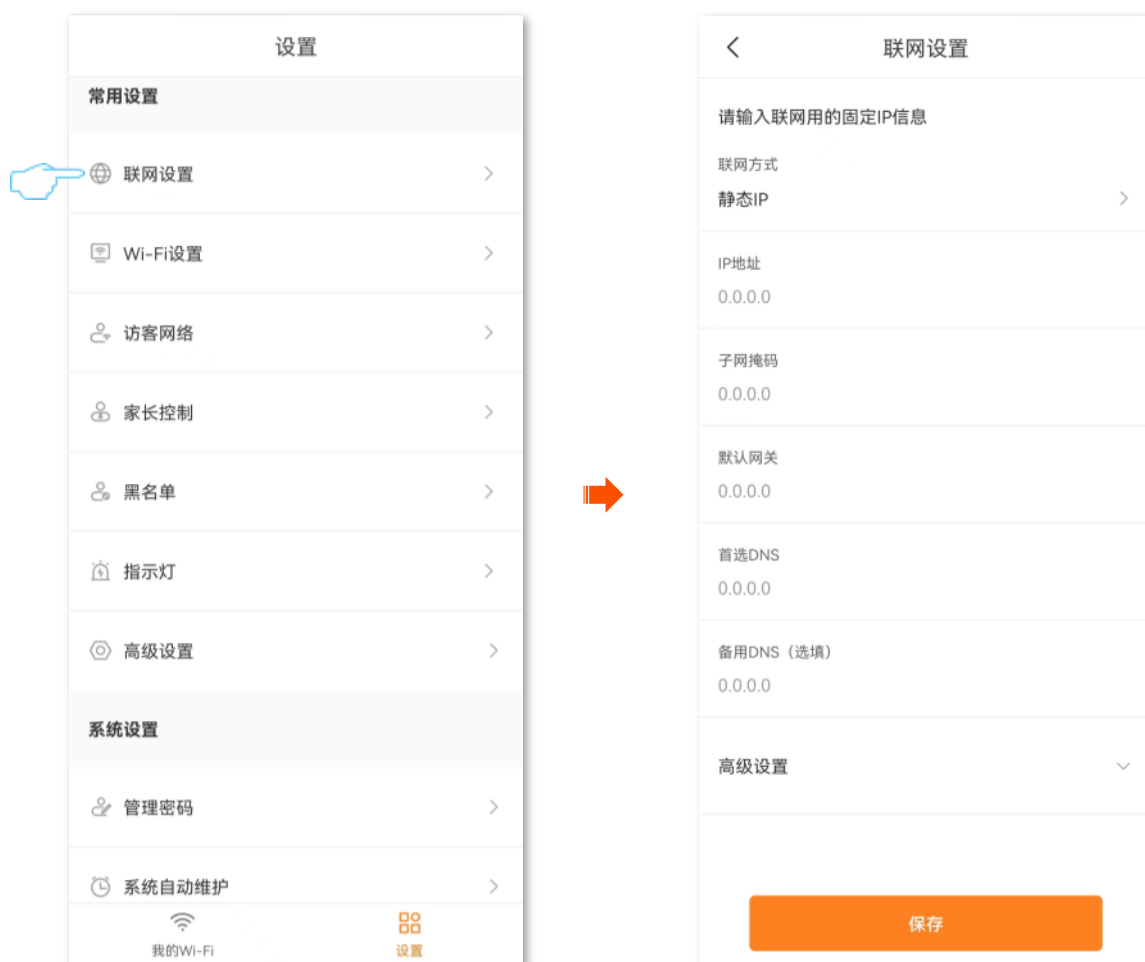 设置
常用设置
联网设置
Wi-Fi设置
访客网络
家长控制
黑名单
指示灯
高级设置
系统设置
管理密码
系统自动维护
我的Wi-Fi
设置
联网设置
请输入联网用的固定IP信息
联网方式
静态IP
IP地址
0.0.0.0
子网掩码
0.0.0.0
默认网关
0.0.0.0
首选DNS
0.0.0.0
备用DNS（选填）
0.0.0.0
高级设置
保存